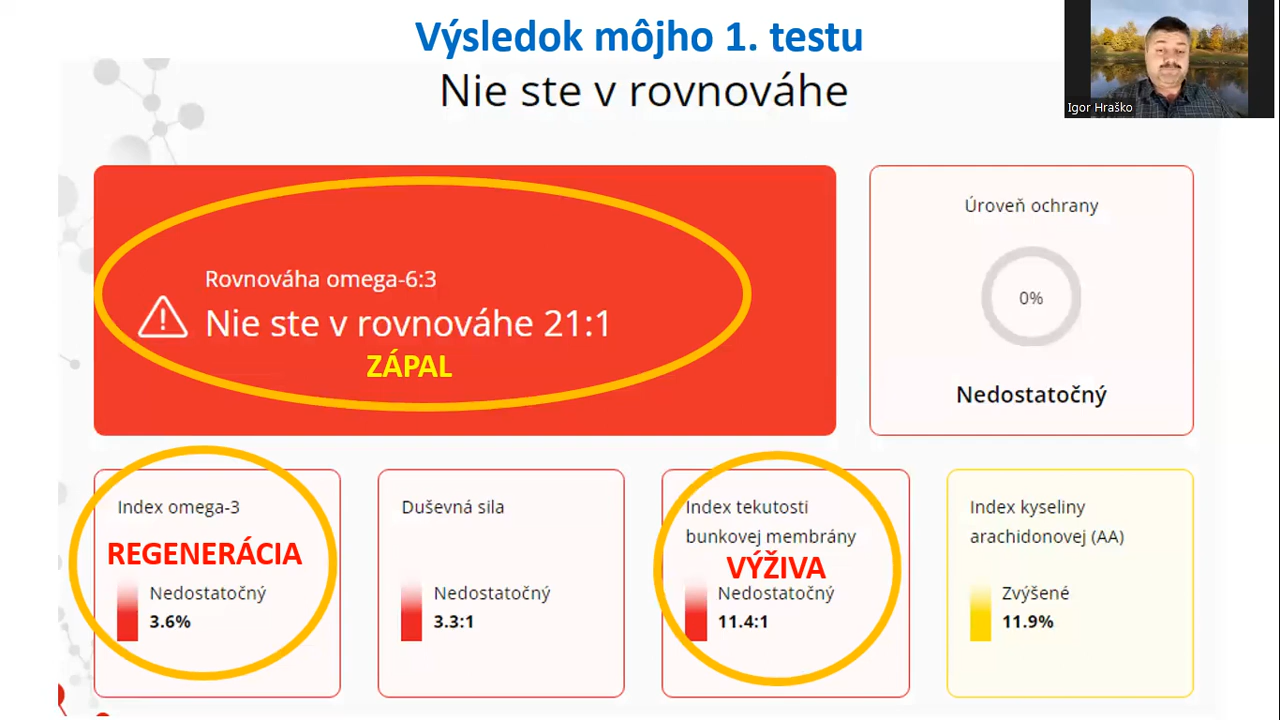 Výsledok môjho 1. testu
Nie ste v rovnováhe
Igor Hraško
Rovnováha omega-6:3
Nie ste v rovnováhe 21:1
ZÁPAL
Úroveň ochrany
0%
Nedostatočný
Index omega-3
REGENERÁCIA
Nedostatočný
3.6%
Duševná sila
Nedostatočný
3.3:1
Index tekutosti
bunkovej membrány
VÝŽIVA
Nedostatočný
11.4:1
Index kyseliny
arachidonovej (AA)
Zvýšené
11.9%